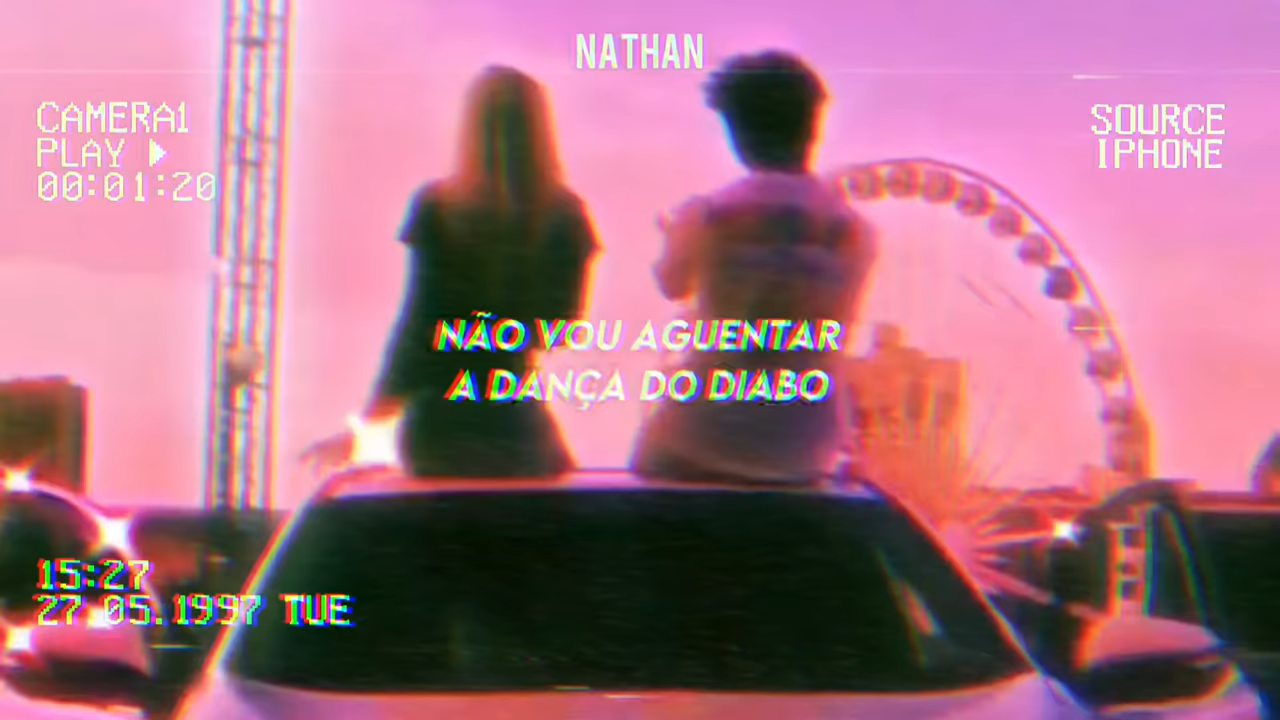 NATHAN
CAMERA1
PLAY
00:01:20
SOURCE
IPHONE
NÃO VOU AGUENTAR
A DANÇA DO DIABO
15:27
27.05.1997 TUE